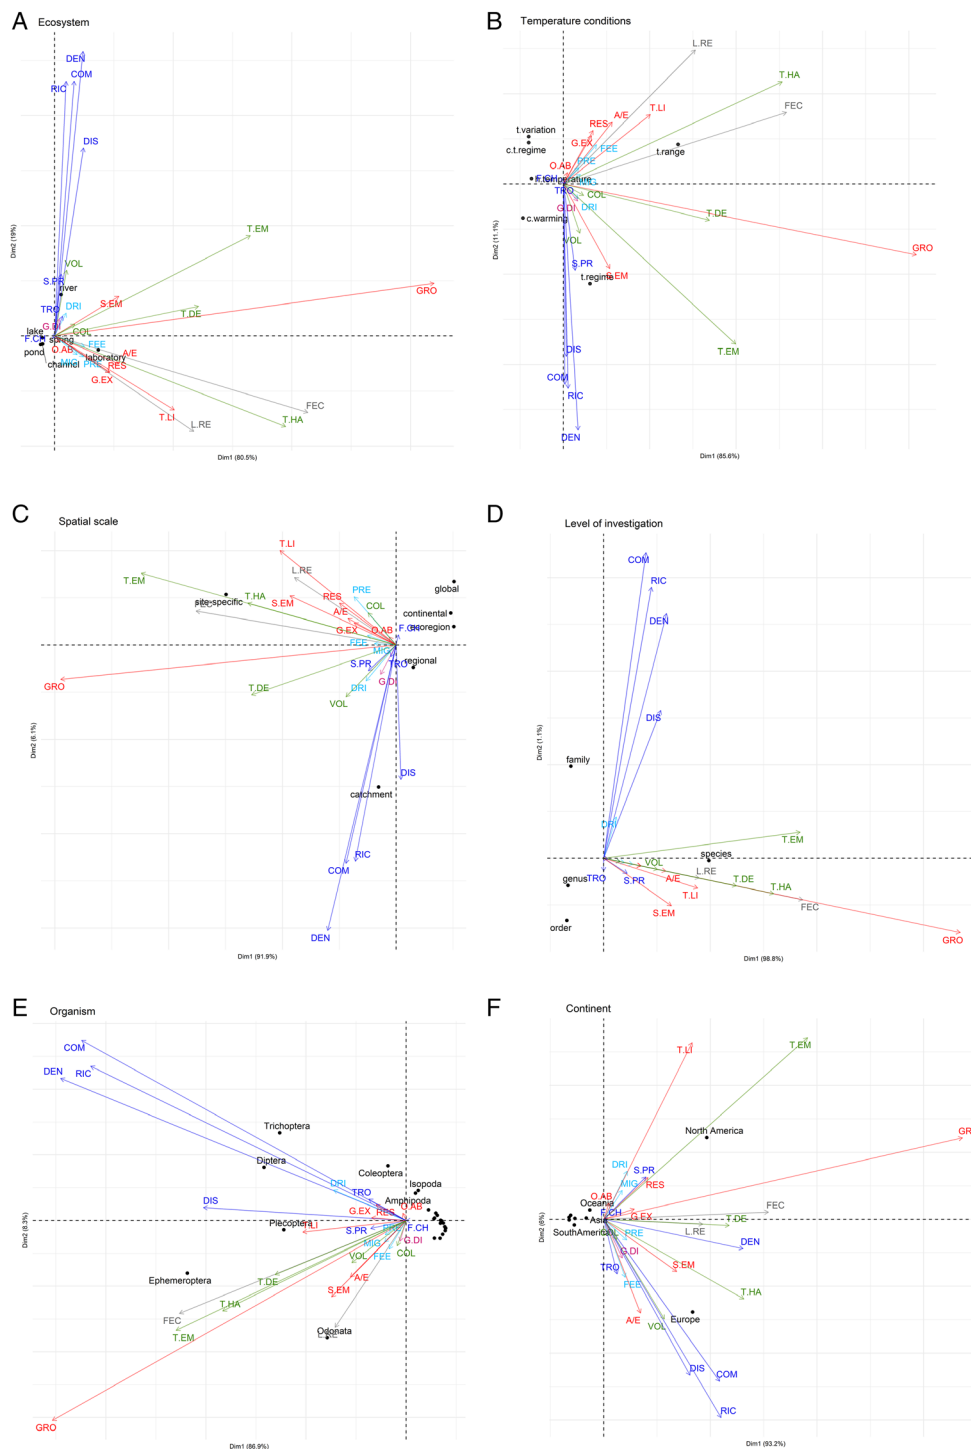 A Ecosystem
DEN
COM
RIC
DIS
T.EM
VOL
S.PR
river
GRO
S.EM
TRO
DRI
T.DE
G.DI
lake
COL
F.CH
spring
FEE
O.AB
A/E
pond
laboratory
channel
MIG
PRE
RES
G.EX
FEC
T.LI
T.HA
L.RE
Dim2 (19%)
Dim1 (80.5%)
B Temperature conditions
L.RE
T.HA
FEC
T.LI
A/E
RES
t.variation
G.EX
c.t.regime
FEE
t.range
PRE
O.AB
F.CH
MIG
TRO
COL
G.DI
DRI
T.DE
c.warming
VOL
GRO
S.PR
S.EM
t.regime
DIS
T.EM
COM
RIC
DEN
Dim2 (11.1%)
Dim1 (85.6%)
C Spatial scale
T.LI
L.RE
T.EM
global
T.HA
RES
PRE
site-specific
S.EM
FEC
COL
A/E
continental
G.EX
O.AB
F.CH
ecoregion
FEE
MIG
S.PR
TRO
regional
GRO
T.DE
DRI
G.DI
VOL
DIS
catchment
RIC
COM
DEN
Dim2 (6.1%)
Dim1 (91.9%)
D Level of investigation
COM
RIC
DEN
DIS
family
DRI
T.EM
species
VOL
L.RE
TRO
A/E
genus
S.PR
T.DE
T.LI
T.HA
FEC
S.EM
order
GRO
Dim2 (1.1%)
Dim1 (98.8%)
E Organism
COM
DEN
RIC
Trichoptera
Diptera
Coleoptera
Isopoda
DRI
TRO
Amphipoda
DIS
O.AB
G.EX
RES
Plecoptera
T.LI
S.PR
PRE
F.CH
MIG
G.DI
VOL
FEE
COL
Ephemeroptera
T.DE
A/E
S.EM
T.HA
FEC
T.EM
Odonata
GRO
Dim2 (8.3%)
Dim1 (86.9%)
F Continent
T.LI
T.EM
North America
DRI
S.PR
MIG
RES
O.AB
Oceania
F.CH
G.EX
FEC
Asia
T.DE
SouthAmerica
L.RE
PRE
DEN
G.DI
TRO
S.EM
FEE
T.HA
A/E
VOL
Europe
DIS
COM
RIC
Dim2 (6%)
Dim1 (93.2%)